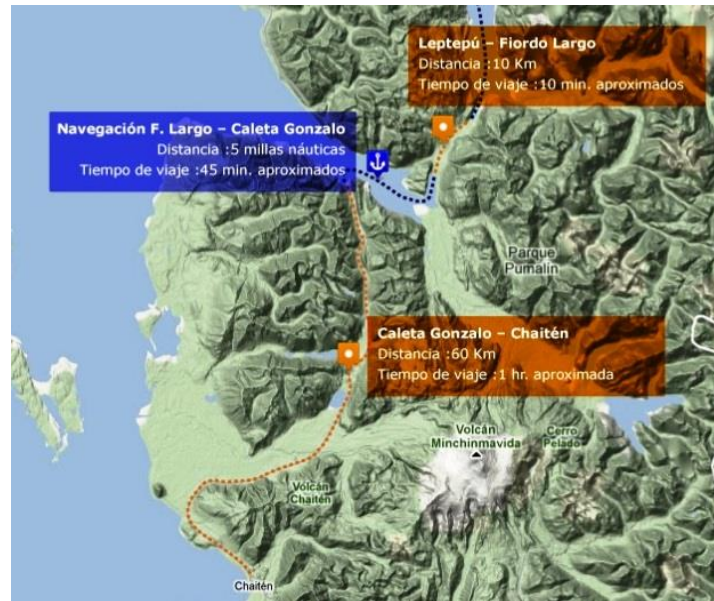 Leptepú – Fiordo Largo
Distancia :10 Km
Tiempo de viaje :10 min. aproximados
Navegación F. Largo – Caleta Gonzalo
Distancia :5 millas náuticas
Tiempo de viaje :45 min. aproximados
Parque
Pumalín
Caleta Gonzalo – Chaitén
Distancia :60 Km
Tiempo de viaje :1 hr. aproximada
Volcán
Minchinmavida
Cerro
Pelado
Volcán
Chaitén
Chaitén